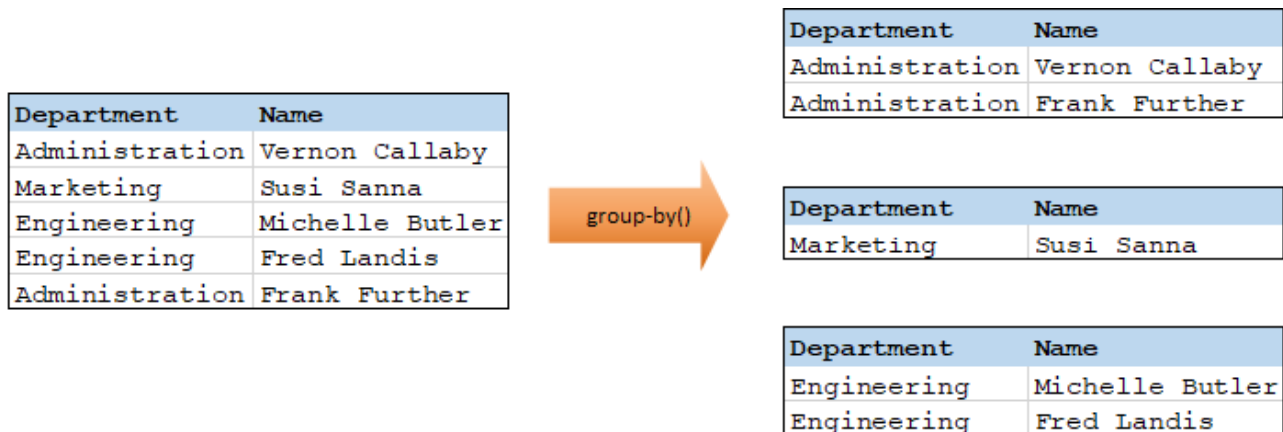 Department Name
Administration Vernon Callaby
Marketing Susi Sanna
Engineering Michelle Butler
Engineering Fred Landis
Administration Frank Further
group-by()
Department Name
Administration Vernon Callaby
Administration Frank Further
Department Name
Marketing Susi Sanna
Department Name
Engineering Michelle Butler
Engineering Fred Landis